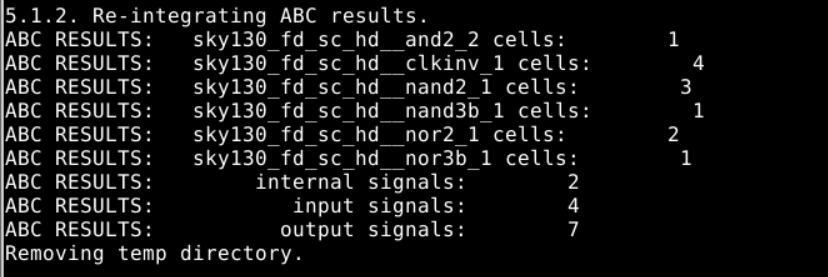 5.1.2. Re-integrating ABC results.
ABC RESULTS:   sky130_fd_sc_hd__and2_2 cells:        1
ABC RESULTS:   sky130_fd_sc_hd__clkinv_1 cells:        4
ABC RESULTS:   sky130_fd_sc_hd__nand2_1 cells:        3
ABC RESULTS:   sky130_fd_sc_hd__nand3b_1 cells:        1
ABC RESULTS:   sky130_fd_sc_hd__nor2_1 cells:        2
ABC RESULTS:   sky130_fd_sc_hd__nor3b_1 cells:        1
ABC RESULTS:        internal signals:        2
ABC RESULTS:           input signals:        4
ABC RESULTS:          output signals:        7
Removing temp directory.